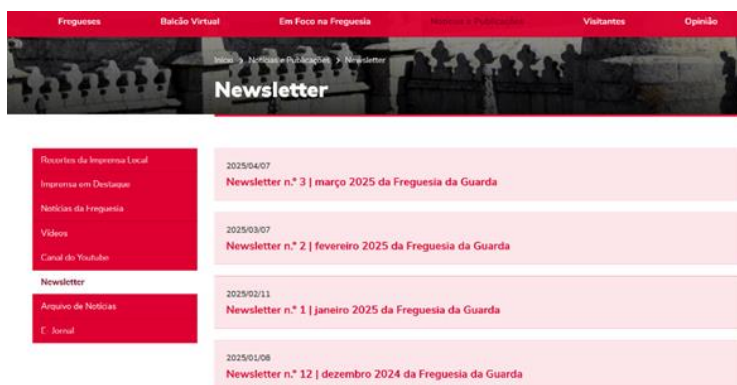 Fregueses Balcão Virtual Em Foco na Freguesia Notícias e Publicações Visitantes Opinião
Início > Notícias e Publicações > Newsletter
Newsletter
Recortes da Imprensa Local
Imprensa em Destaque
Notícias da Freguesia
Vídeos
Canal do Youtube
Newsletter
Arquivo de Notícias
E-Jornal
2025/04/07
Newsletter n.º 3 | março 2025 da Freguesia da Guarda
2025/03/07
Newsletter n.º 2 | fevereiro 2025 da Freguesia da Guarda
2025/02/11
Newsletter n.º 1 | janeiro 2025 da Freguesia da Guarda
2025/01/08
Newsletter n.º 12 | dezembro 2024 da Freguesia da Guarda